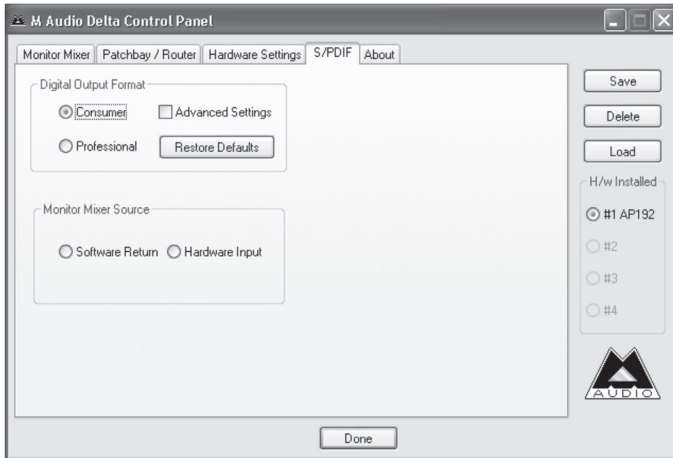 M Audio Delta Control Panel
Monitor Mixer Patchbay / Router Hardware Settings S/PDIF About
Digital Output Format
Consumer Advanced Settings
Professional Restore Defaults
Monitor Mixer Source
Software Return Hardware Input
Save
Delete
Load
H/w Installed
#1 AP192
#2
#3
#4
M
AUDIO
Done